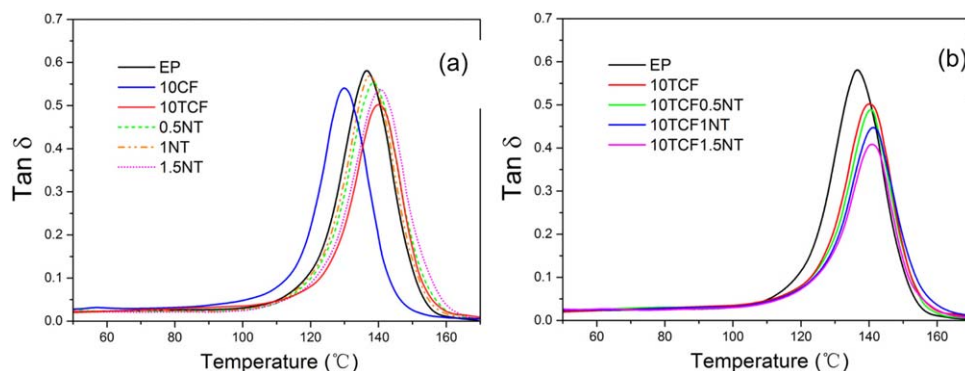 0.7
0.6
0.5
0.4
0.3
0.2
0.1
0.0
Tan δ
EP
10CF
10TCF
0.5NT
1NT
1.5NT
(a)
60 80 100 120 140 160
Temperature (℃)
0.7
0.6
0.5
0.4
0.3
0.2
0.1
0.0
Tan δ
EP
10TCF
10TCF0.5NT
10TCF1NT
10TCF1.5NT
(b)
60 80 100 120 140 160
Temperature (℃)